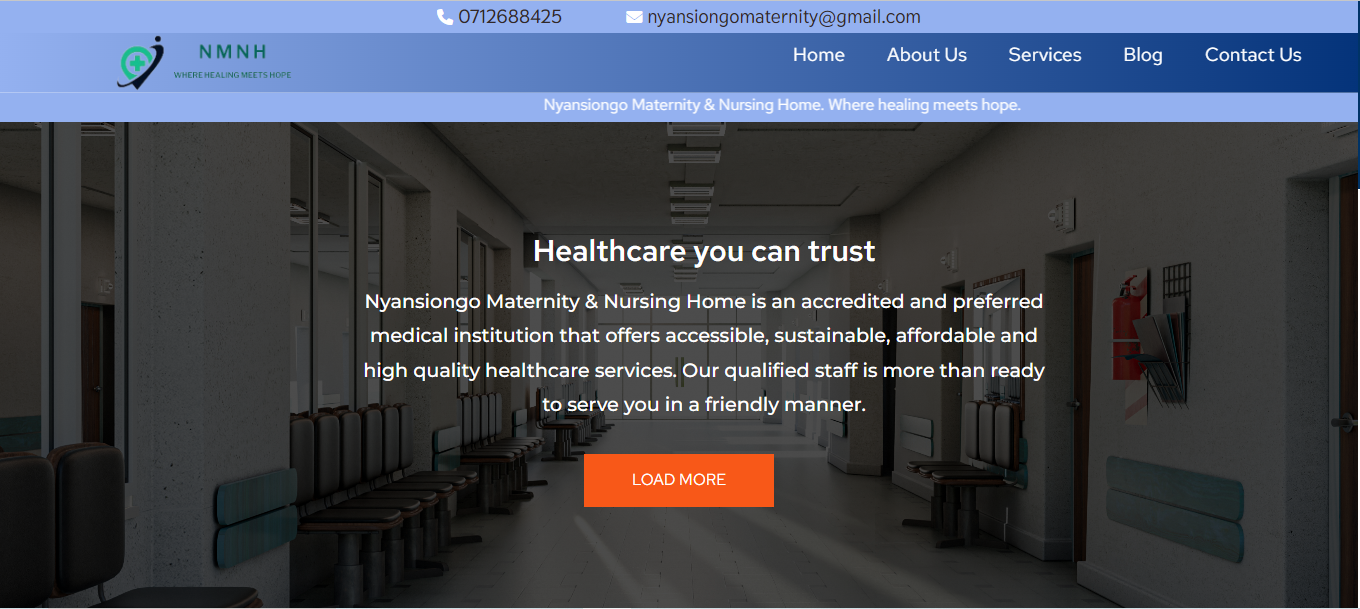 0712688425 nyansiongomaternity@gmail.com
NMNH
WHERE HEALING MEETS HOPE
Home About Us Services Blog Contact Us
Nyansiongo Maternity & Nursing Home. Where healing meets hope.
Healthcare you can trust
Nyansiongo Maternity & Nursing Home is an accredited and preferred
medical institution that offers accessible, sustainable, affordable and
high quality healthcare services. Our qualified staff is more than ready
to serve you in a friendly manner.
LOAD MORE